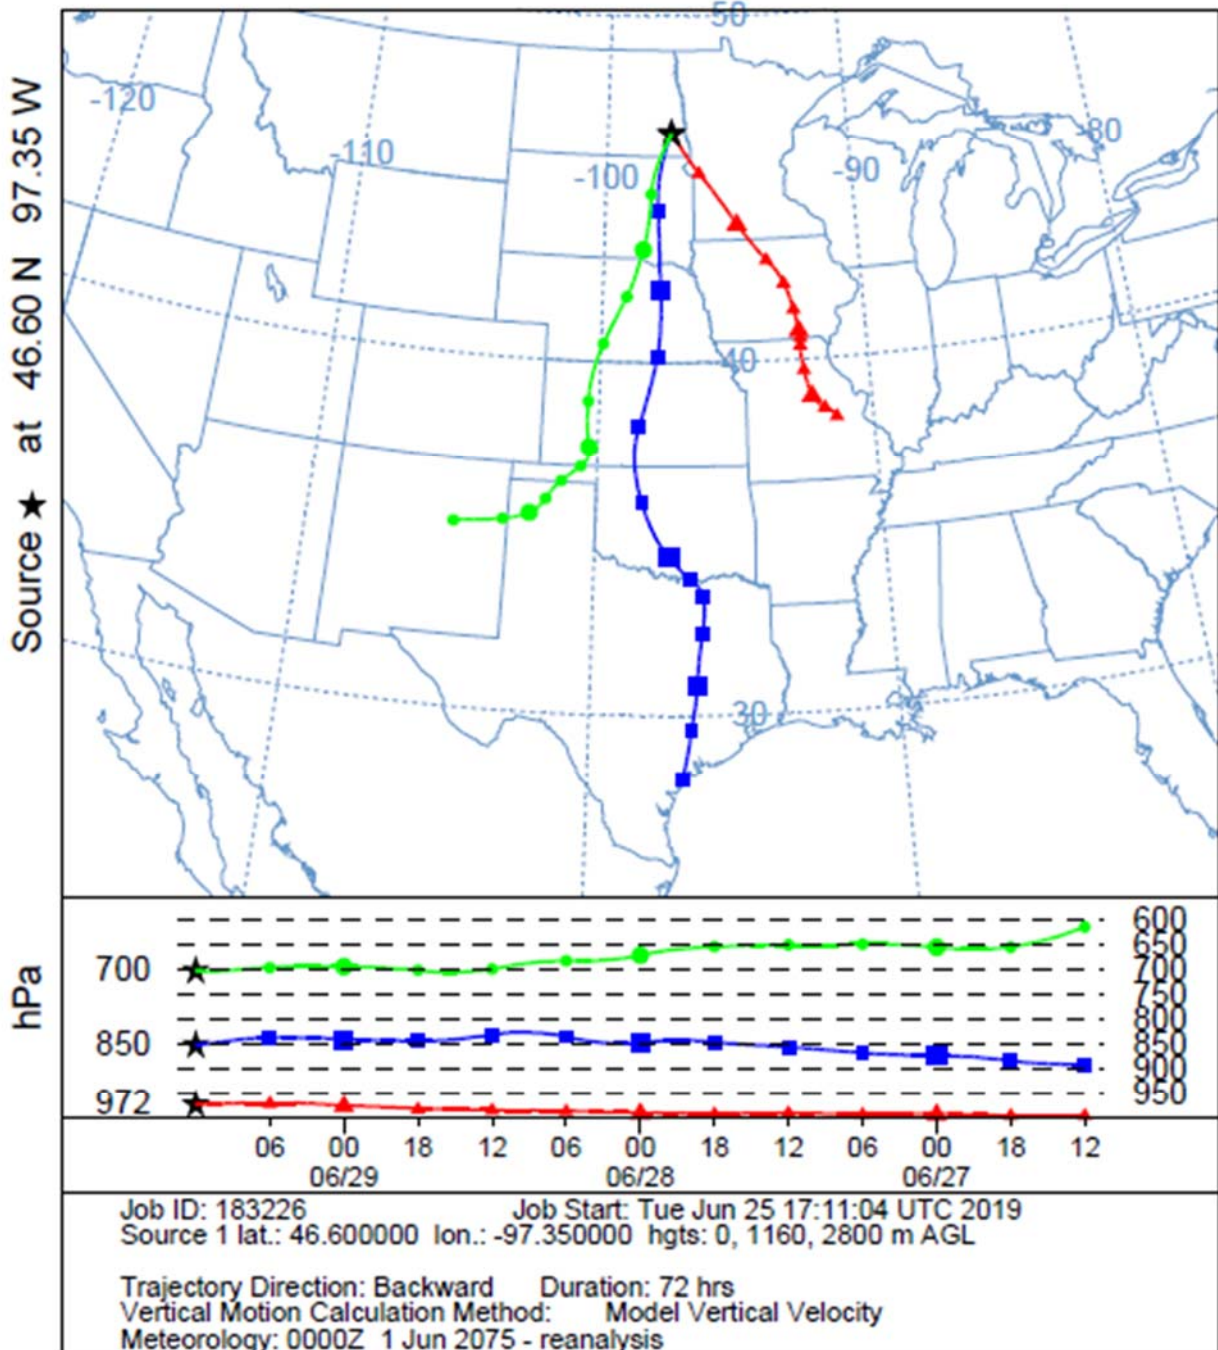 50
-120
-110
-100
-90
-80
40
30
Source ★ at 46.60 N 97.35 W
hPa
700
850
972
600
650
700
750
800
850
900
950
06 00 18 12 06 00 18 12 06 00 18 12
06/29 06/28 06/27
Job ID: 183226 Job Start: Tue Jun 25 17:11:04 UTC 2019
Source 1 lat.: 46.600000 lon.: -97.350000 hgts: 0, 1160, 2800 m AGL
Trajectory Direction: Backward Duration: 72 hrs
Vertical Motion Calculation Method: Model Vertical Velocity
Meteorology: 0000Z 1 Jun 2075 - reanalysis